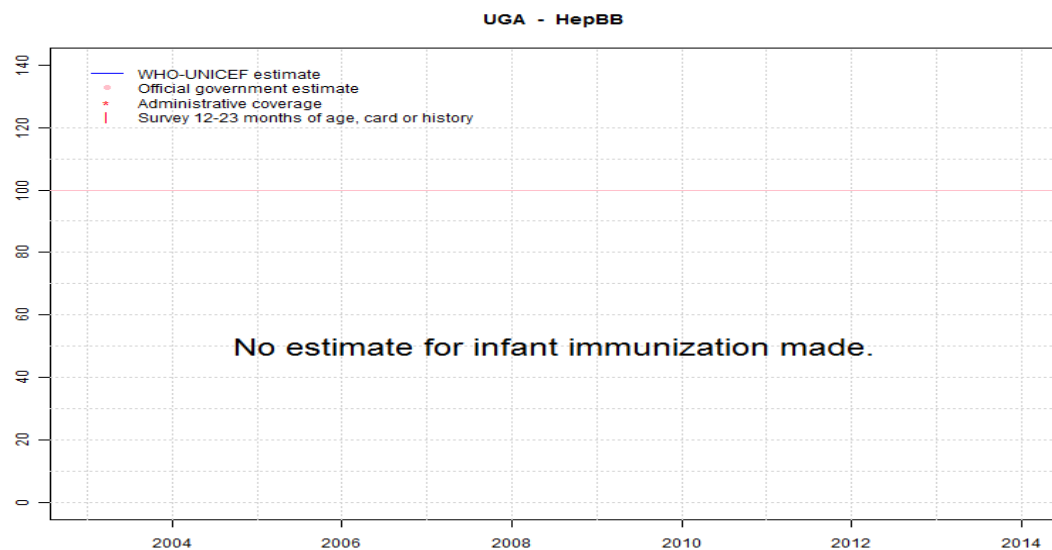 UGA - HepBB
WHO-UNICEF estimate
Official government estimate
Administrative coverage
Survey 12-23 months of age, card or history
140
120
100
80
60
40
20
0
No estimate for infant immunization made.
2004 2006 2008 2010 2012 2014